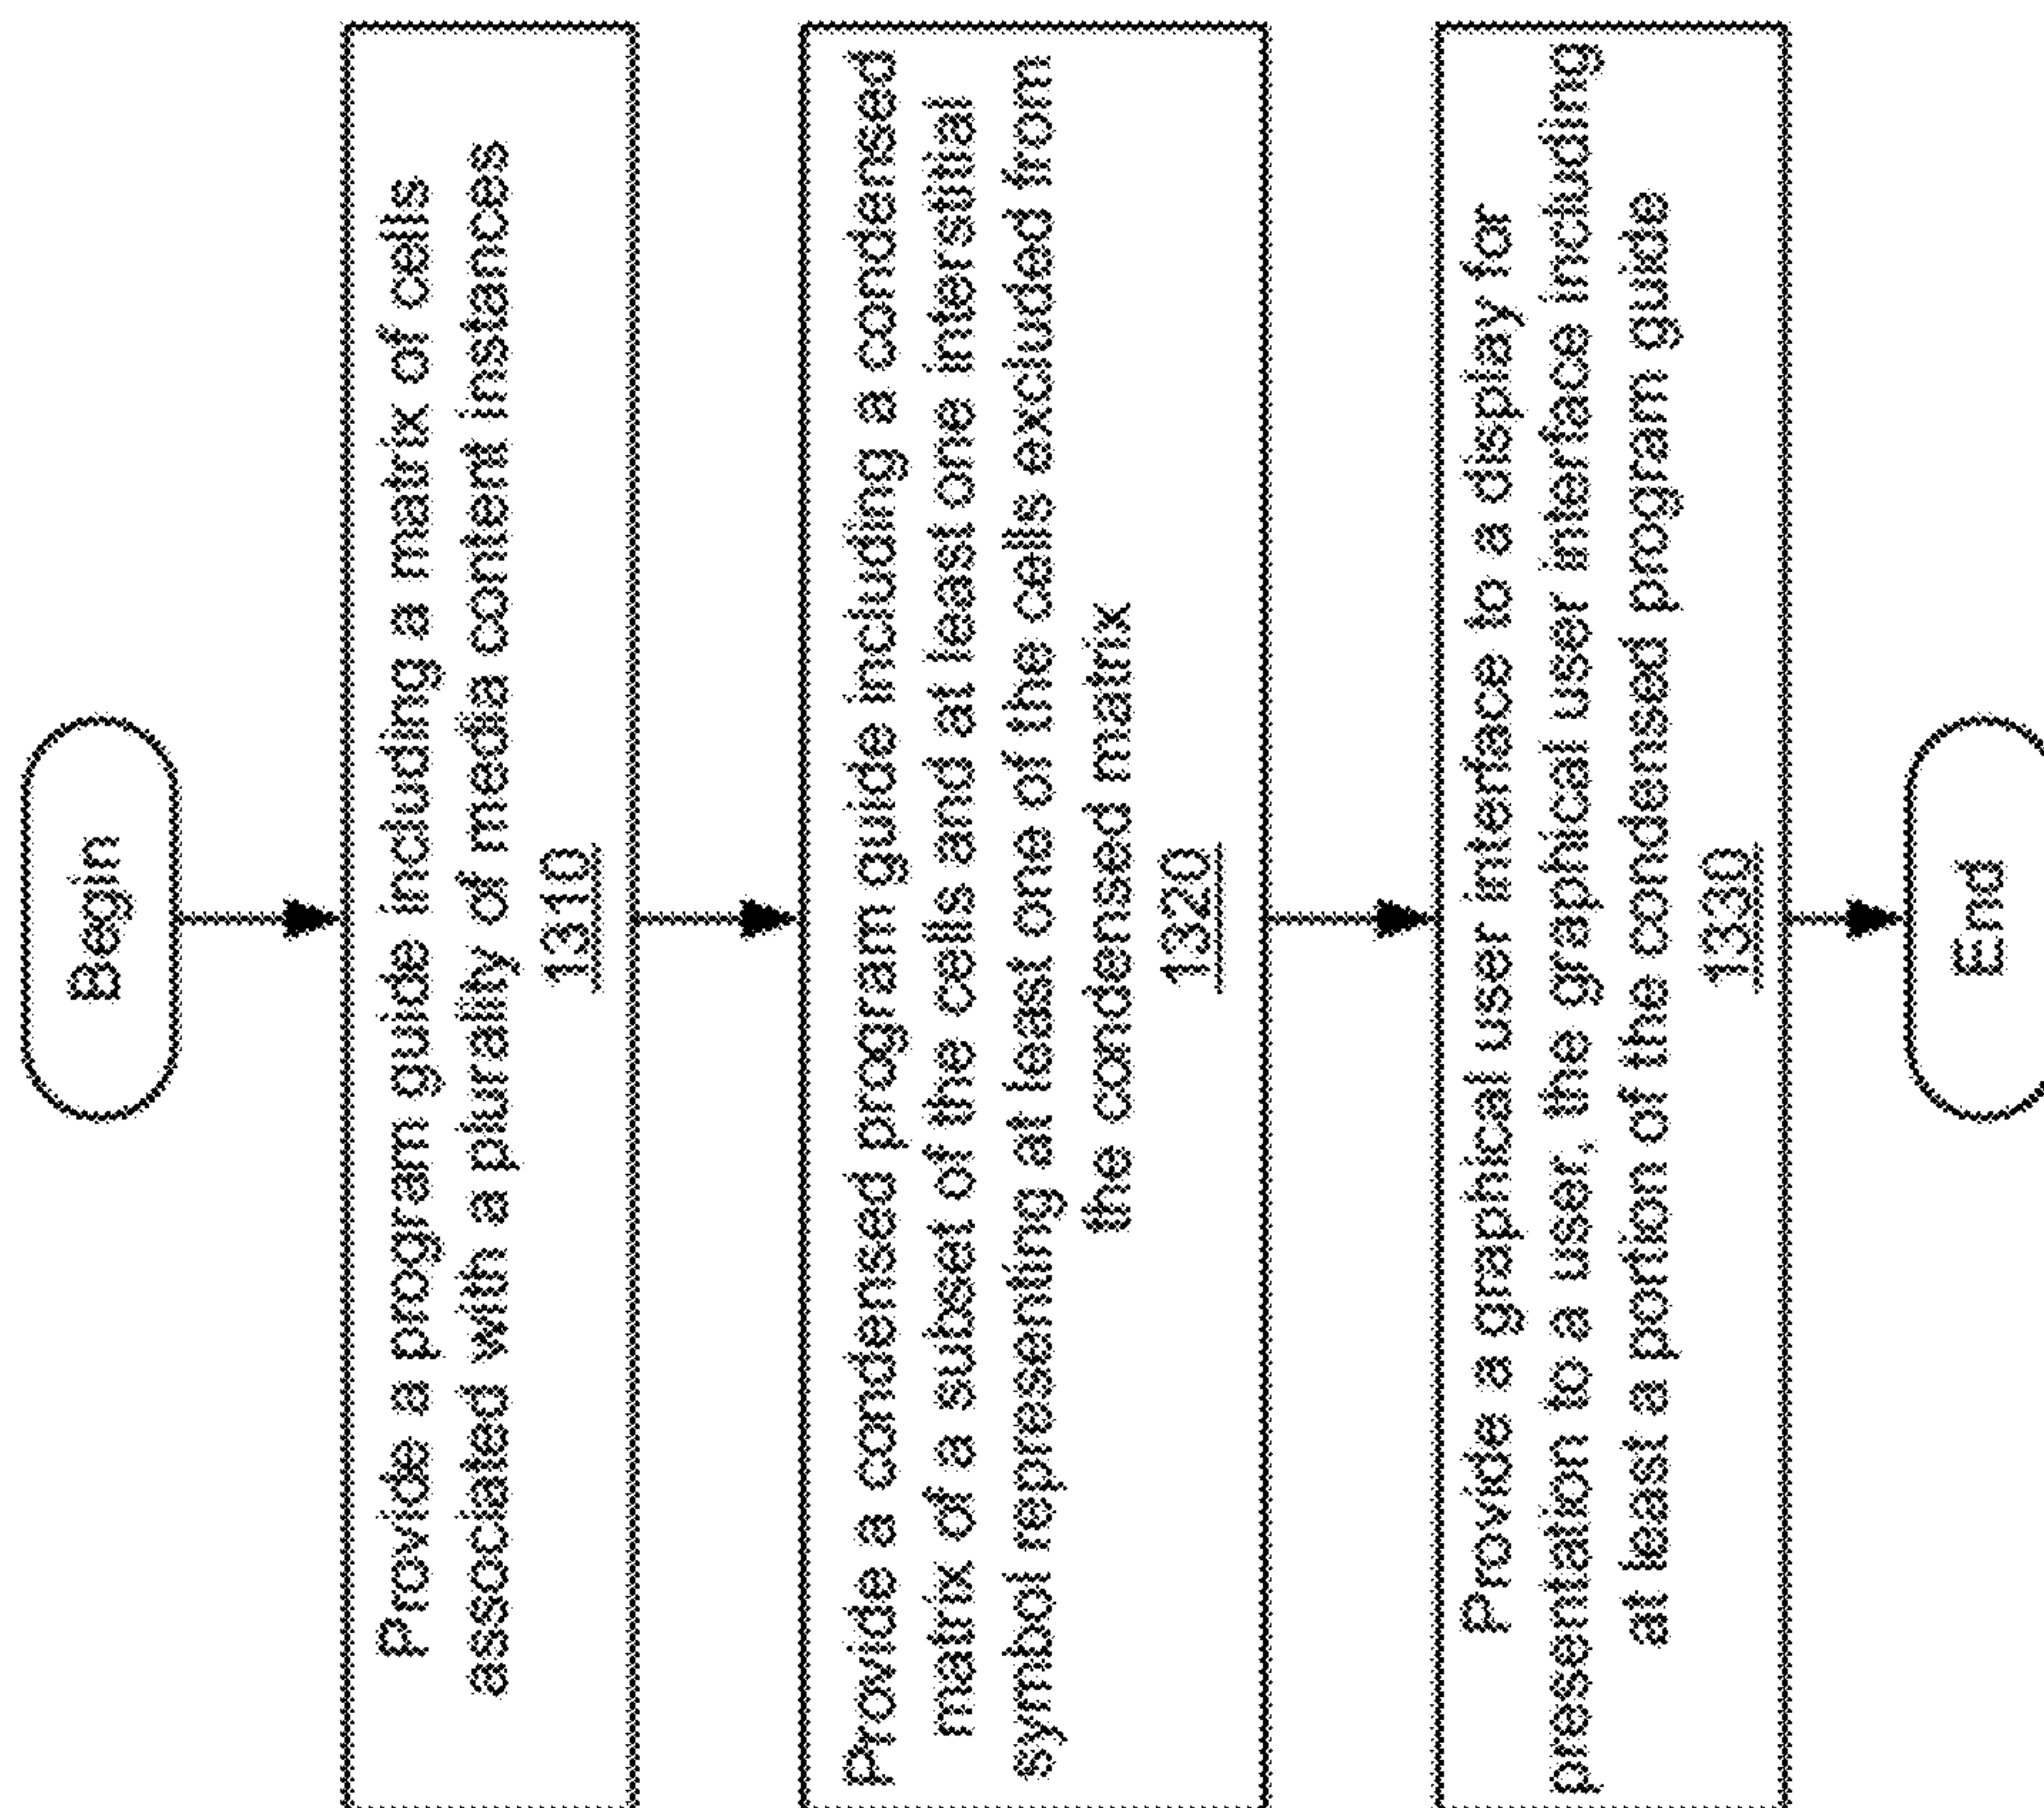 Begin
Provide a program guide including a matrix of cells
associated with a plurality of media content instances
1310
Provide a condensed program guide including a condensed
matrix of a subset of the cells and at least one interstitial
symbol representing at least one of the cells excluded from
the condensed matrix
1320
Provide a graphical user interface to a display for
presentation to a user, the graphical user interface including
at least a portion of the condensed program guide
1330
End